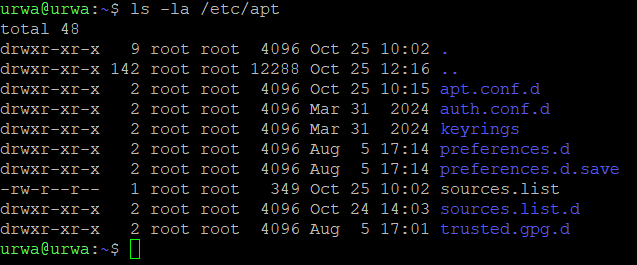 urwa@urwa:~$ ls -la /etc/apt
total 48
drwxr-xr-x   9 root root  4096 Oct 25 10:02 .
drwxr-xr-x 142 root root 12288 Oct 25 12:16 ..
drwxr-xr-x   2 root root  4096 Oct 25 10:15 apt.conf.d
drwxr-xr-x   2 root root  4096 Mar 31  2024 auth.conf.d
drwxr-xr-x   2 root root  4096 Mar 31  2024 keyrings
drwxr-xr-x   2 root root  4096 Aug  5 17:14 preferences.d
drwxr-xr-x   2 root root  4096 Aug  5 17:14 preferences.d.save
-rw-r--r--   1 root root   349 Oct 25 10:02 sources.list
drwxr-xr-x   2 root root  4096 Oct 24 14:03 sources.list.d
drwxr-xr-x   2 root root  4096 Aug  5 17:01 trusted.gpg.d
urwa@urwa:~$